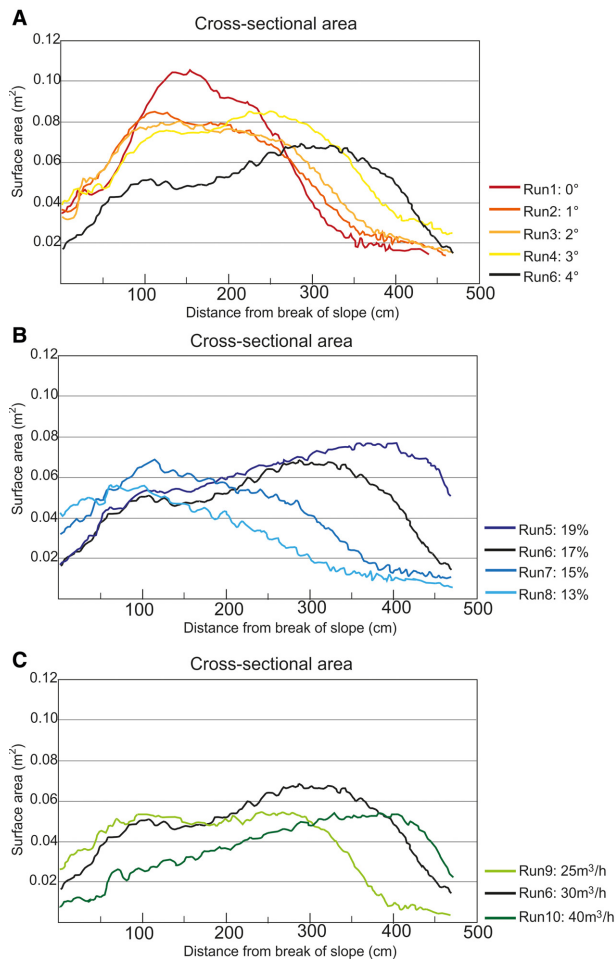 A
Cross-sectional area
0.12
0.10
0.08
0.06
0.04
0.02
Surface area (m²)
100
200
300
400
500
Distance from break of slope (cm)
Run1: 0°
Run2: 1°
Run3: 2°
Run4: 3°
Run6: 4°
B
Cross-sectional area
0.12
0.10
0.08
0.06
0.04
0.02
Surface area (m²)
100
200
300
400
500
Distance from break of slope (cm)
Run5: 19%
Run6: 17%
Run7: 15%
Run8: 13%
C
Cross-sectional area
0.12
0.10
0.08
0.06
0.04
0.02
Surface area (m²)
100
200
300
400
500
Distance from break of slope (cm)
Run9: 25m³/h
Run6: 30m³/h
Run10: 40m³/h